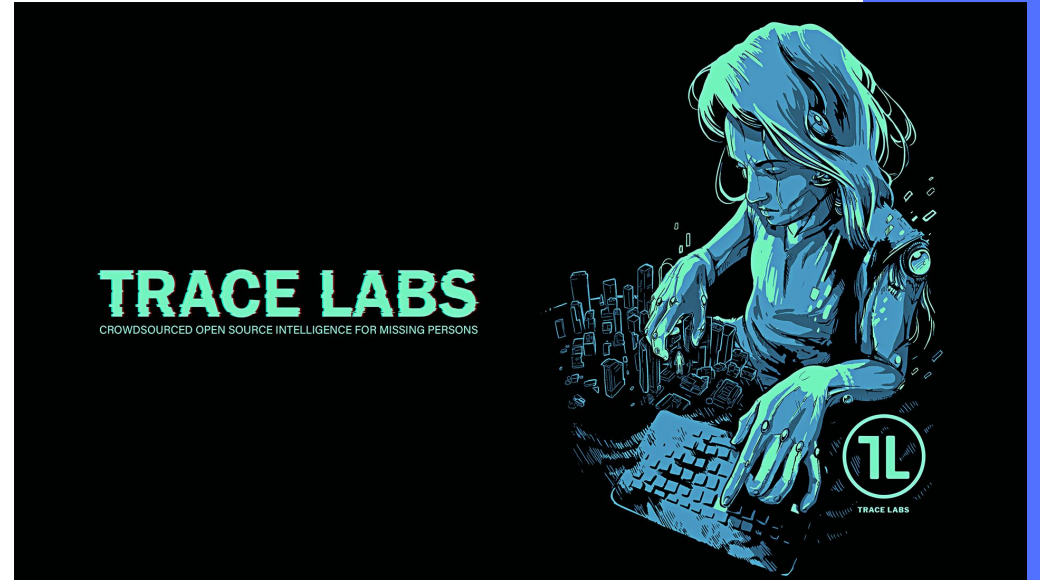 TRACE LABS
CROWDSOURCED OPEN SOURCE INTELLIGENCE FOR MISSING PERSONS
TL
TRACE LABS